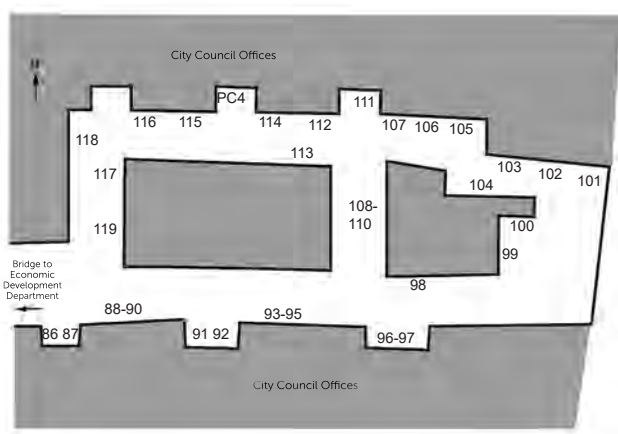 City Council Offices
N
PC4
111
116 115 114 112 107 106 105
118
113
103
102
101
117
104
108-
110
119
100
99
Bridge to
Economic
Development
Department
98
88-90
93-95
86 87
91 92
96-97
City Council Offices